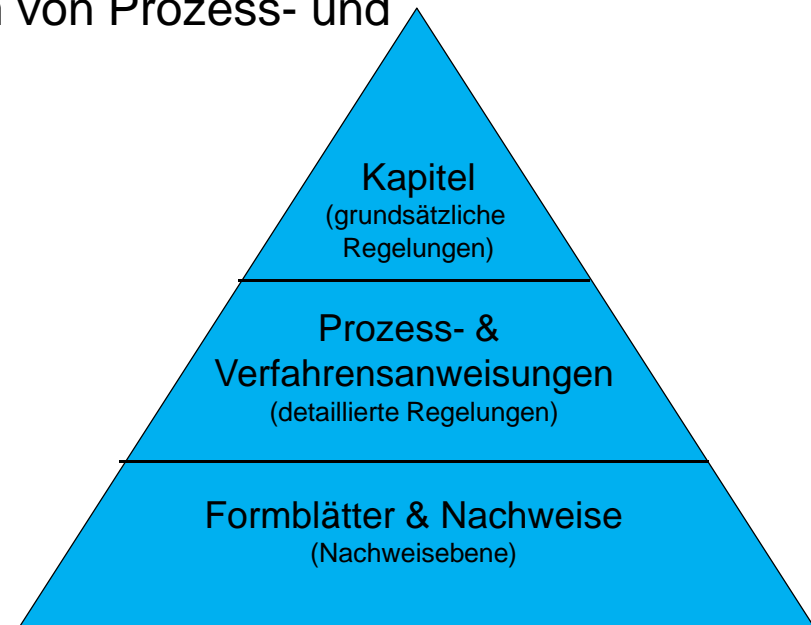 von Prozess- und
Kapitel
(grundsätzliche
Regelungen)
Prozess- &
Verfahrensanweisungen
(detaillierte Regelungen)
Formblätter & Nachweise
(Nachweisebene)